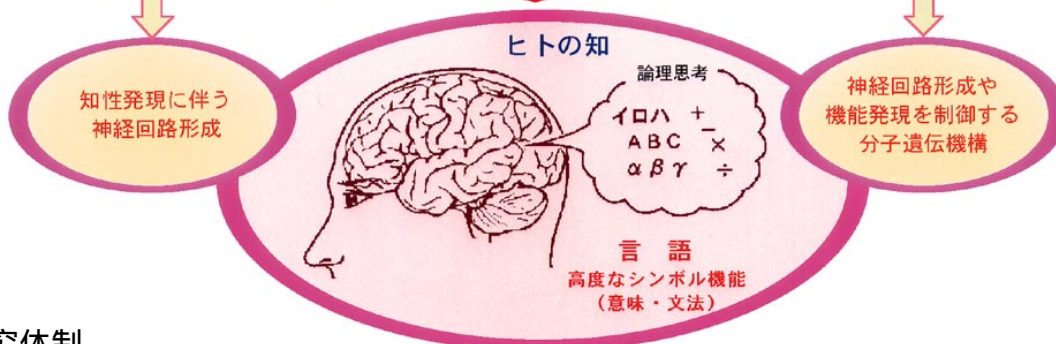 ヒトの知
知性発現に伴う
神経回路形成
論理思考
イロハ +
−
ABC ×
αβγ ÷
神経回路形成や
機能発現を制御する
分子遺伝機構
言 語
高度なシンボル機能
(意味・文法)
究体制